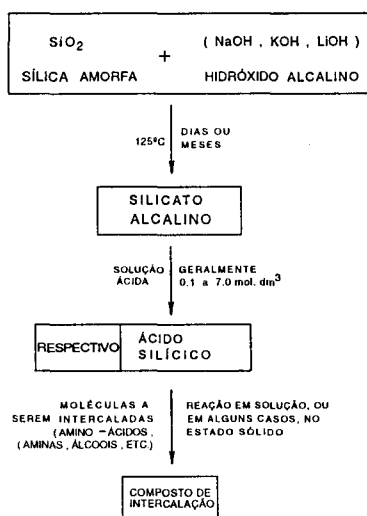 SiO2 + ( NaOH , KOH , LiOH )
SÍLICA AMORFA HIDRÓXIDO ALCALINO
125ºC
DIAS OU
MESES
SILICATO
ALCALINO
SOLUÇÃO
ÁCIDA
GERALMENTE
0.1 a 7.0 mol. dm3
RESPECTIVO
ÁCIDO
SILÍCICO
MOLÉCULAS A
SEREM INTERCALADAS
(AMINO – ÁCIDOS,
(AMINAS, ÁLCOOIS, ETC.)
REAÇÃO EM SOLUÇÃO, OU
EM ALGUNS CASOS, NO
ESTADO SÓLIDO
COMPOSTO DE
INTERCALAÇÃO